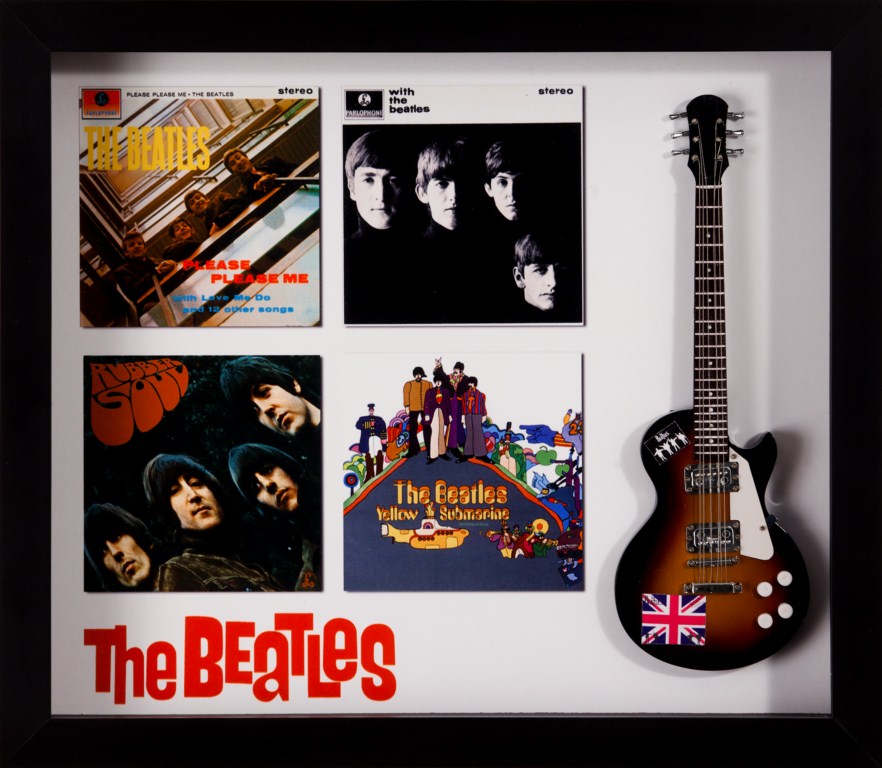 PARLOPHONE
PLEASE PLEASE ME • THE BEATLES
stereo
THE BEATLES
PLEASE
PLEASE ME
with Love Me Do
and 12 other songs
PARLOPHONE
with
the
beatles
stereo
RUBBER
SOUL
The Beatles
Yellow Submarine
The BEATLES